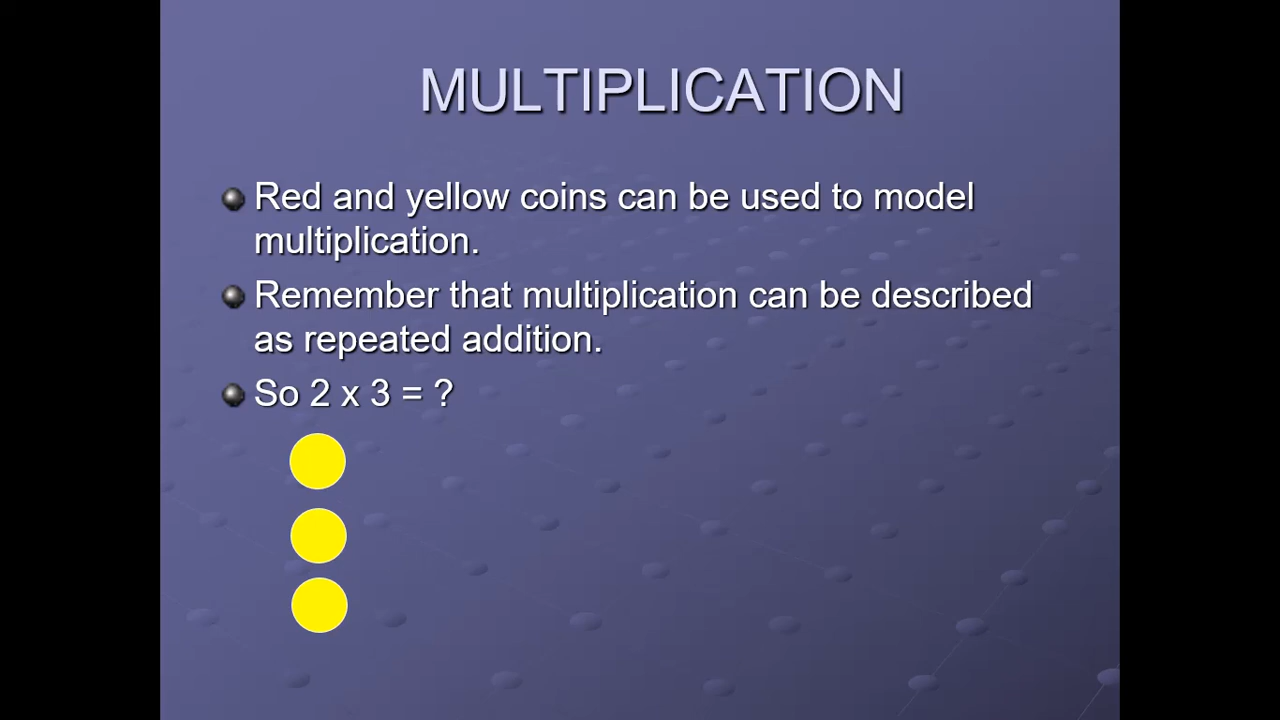 MULTIPLICATION
Red and yellow coins can be used to model
multiplication.
Remember that multiplication can be described
as repeated addition.
So 2 x 3 = ?